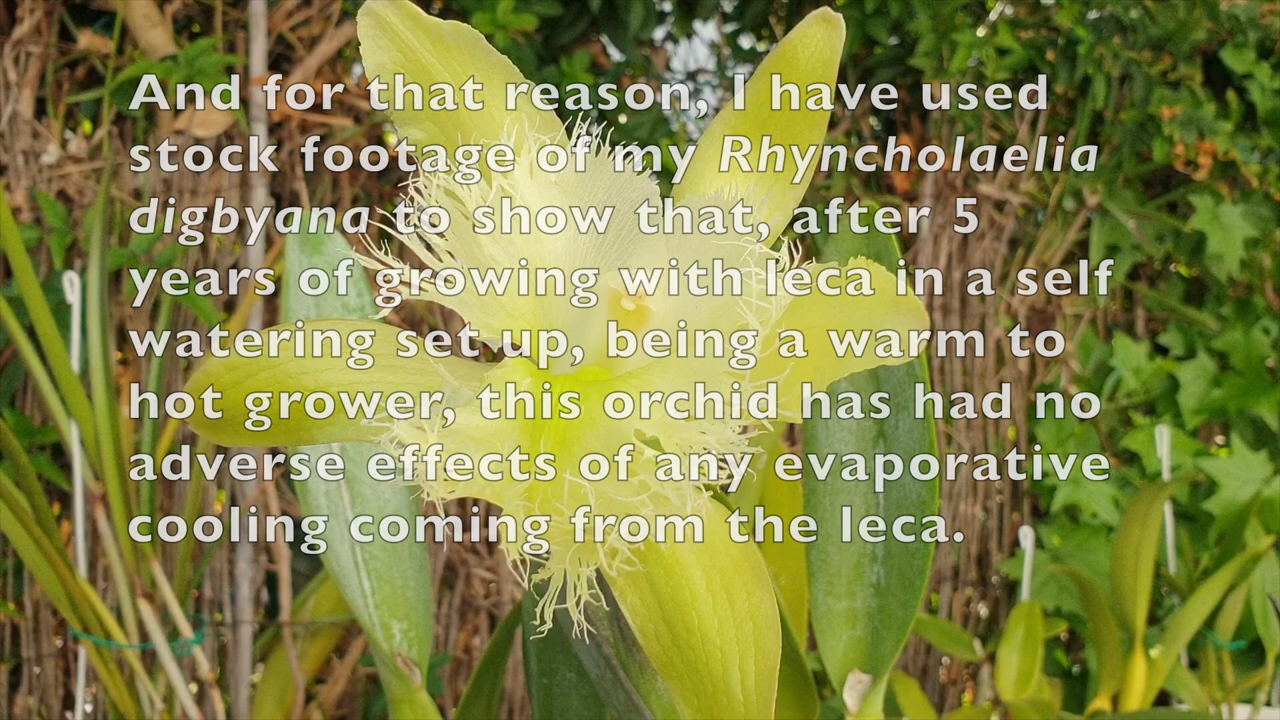 And for that reason, I have used
stock footage of my Rhyncholaelia
digbyana to show that, after 5
years of growing with leca in a self
watering set up, being a warm to
hot grower, this orchid has had no
adverse effects of any evaporative
cooling coming from the leca.